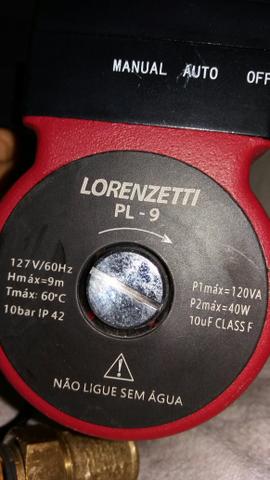 MANUAL AUTO OFF
LORENZETTI
PL - 9
127V/60Hz
Hmáx=9m
Tmáx: 60°C
10bar IP 42
P1máx=120VA
P2máx=40W
10uF CLASS F
NÃO LIGUE SEM ÁGUA